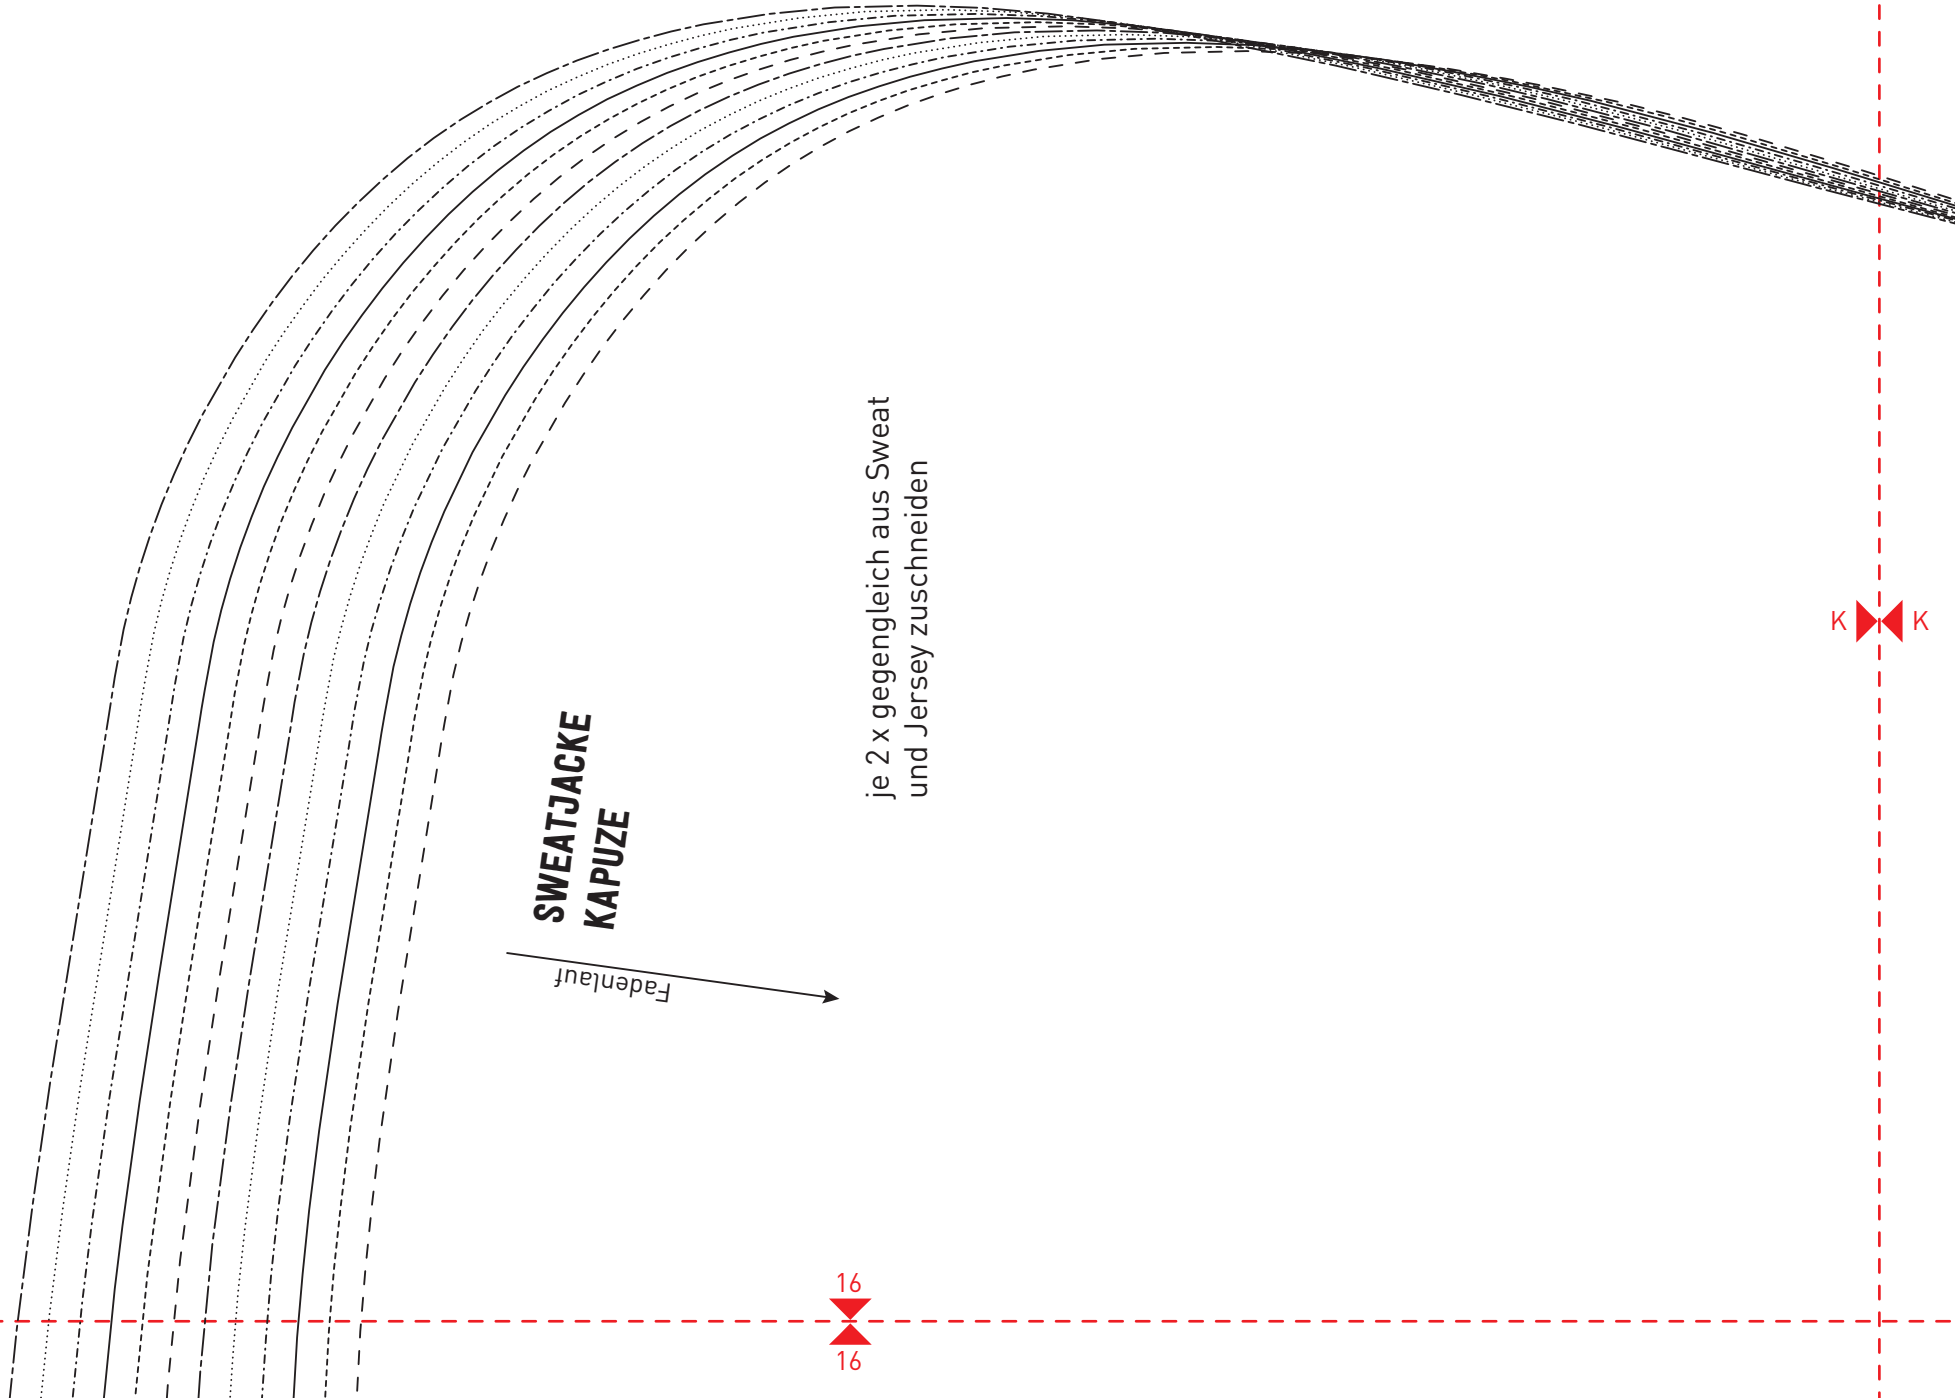 SWEATJACKE
KAPUZE
je 2 x gegengleich aus Sweat
und Jersey zuschneiden
Fadenlauf
K K
16
16